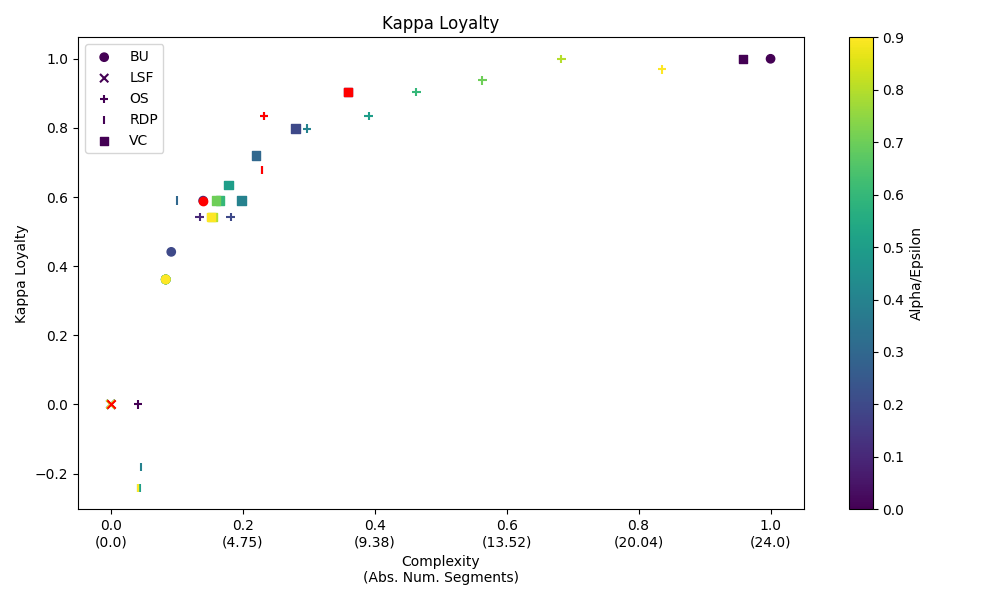 Kappa Loyalty
BU
LSF
OS
RDP
VC
Kappa Loyalty
1.0
0.8
0.6
0.4
0.2
0.0
−0.2
0.0
(0.0)
0.2
(4.75)
0.4
(9.38)
0.6
(13.52)
0.8
(20.04)
1.0
(24.0)
Complexity
(Abs. Num. Segments)
0.9
0.8
0.7
0.6
0.5
0.4
0.3
0.2
0.1
0.0
Alpha/Epsilon